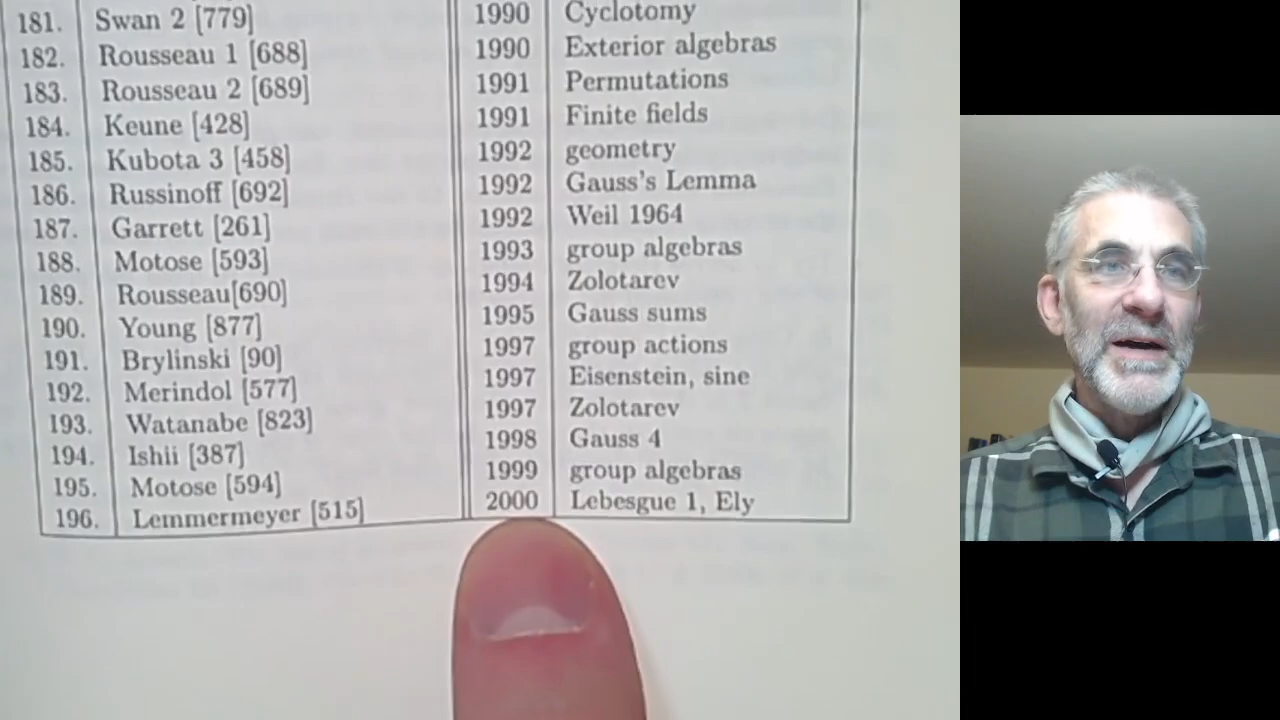 181. Swan 2 [779] 1990 Cyclotomy
182. Rousseau 1 [688] 1990 Exterior algebras
183. Rousseau 2 [689] 1991 Permutations
184. Keune [428] 1991 Finite fields
185. Kubota 3 [458] 1992 geometry
186. Russinoff [692] 1992 Gauss's Lemma
187. Garrett [261] 1992 Weil 1964
188. Motose [593] 1993 group algebras
189. Rousseau[690] 1994 Zolotarev
190. Young [877] 1995 Gauss sums
191. Brylinski [90] 1997 group actions
192. Merindol [577] 1997 Eisenstein, sine
193. Watanabe [823] 1997 Zolotarev
194. Ishii [387] 1998 Gauss 4
195. Motose [594] 1999 group algebras
196. Lemmermeyer [515] 2000 Lebesgue 1, Ely